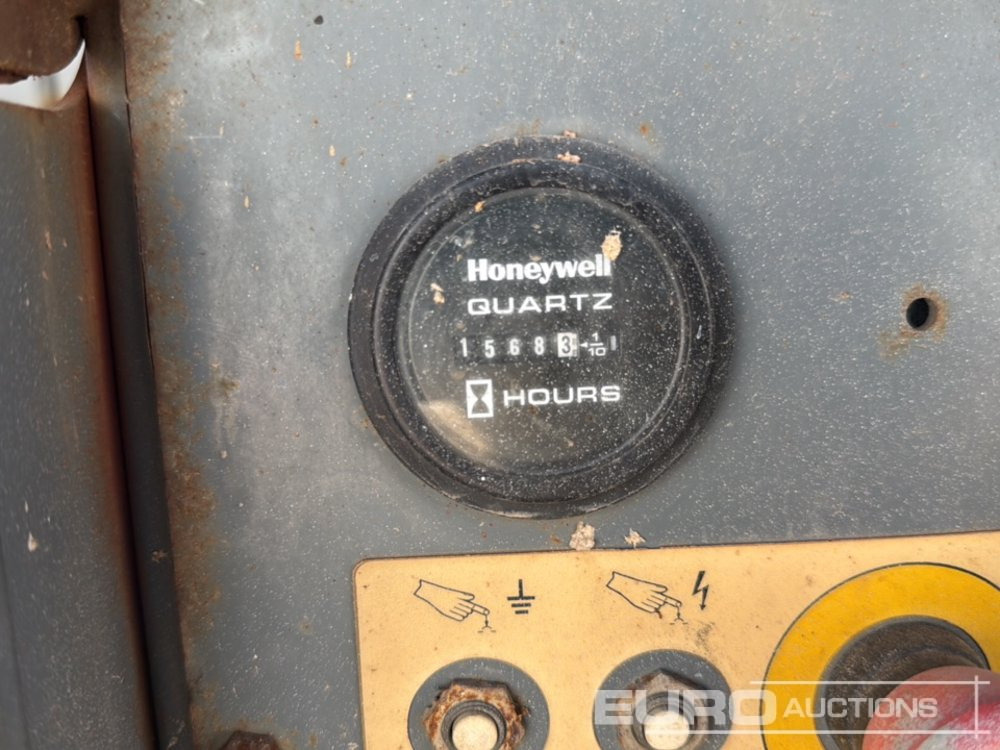 Honeywell
QUARTZ
1 5 6 8 3 1/10
HOURS
EURO AUCTIONS